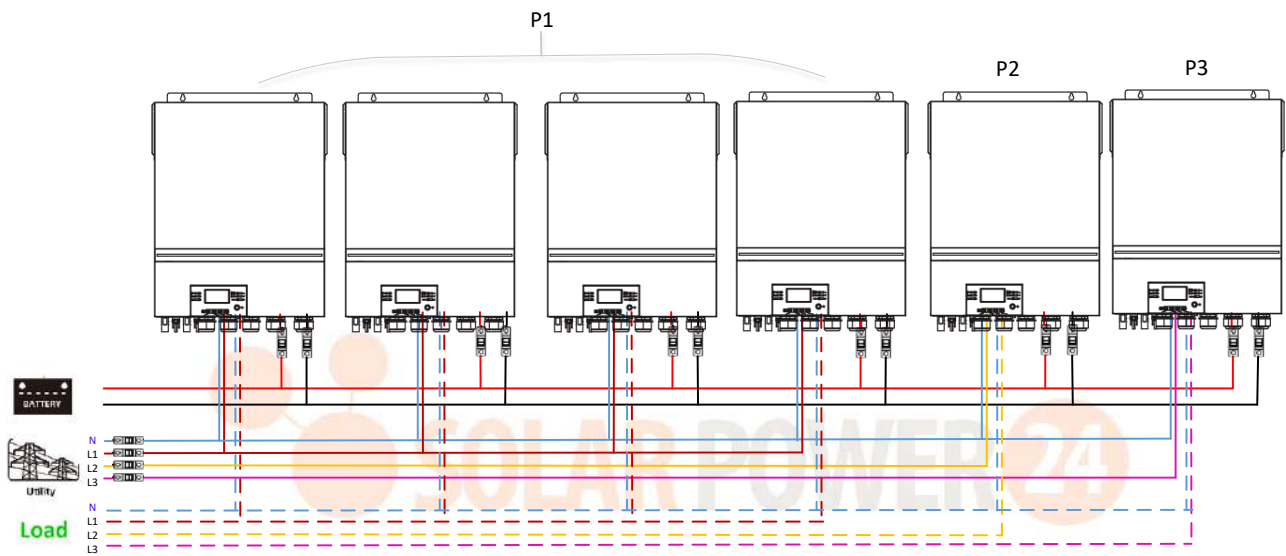 P1
P2
P3
BATTERY
N
L1
L2
L3
Utility
SOLAR POWER 24
N
L1
L2
L3
Load